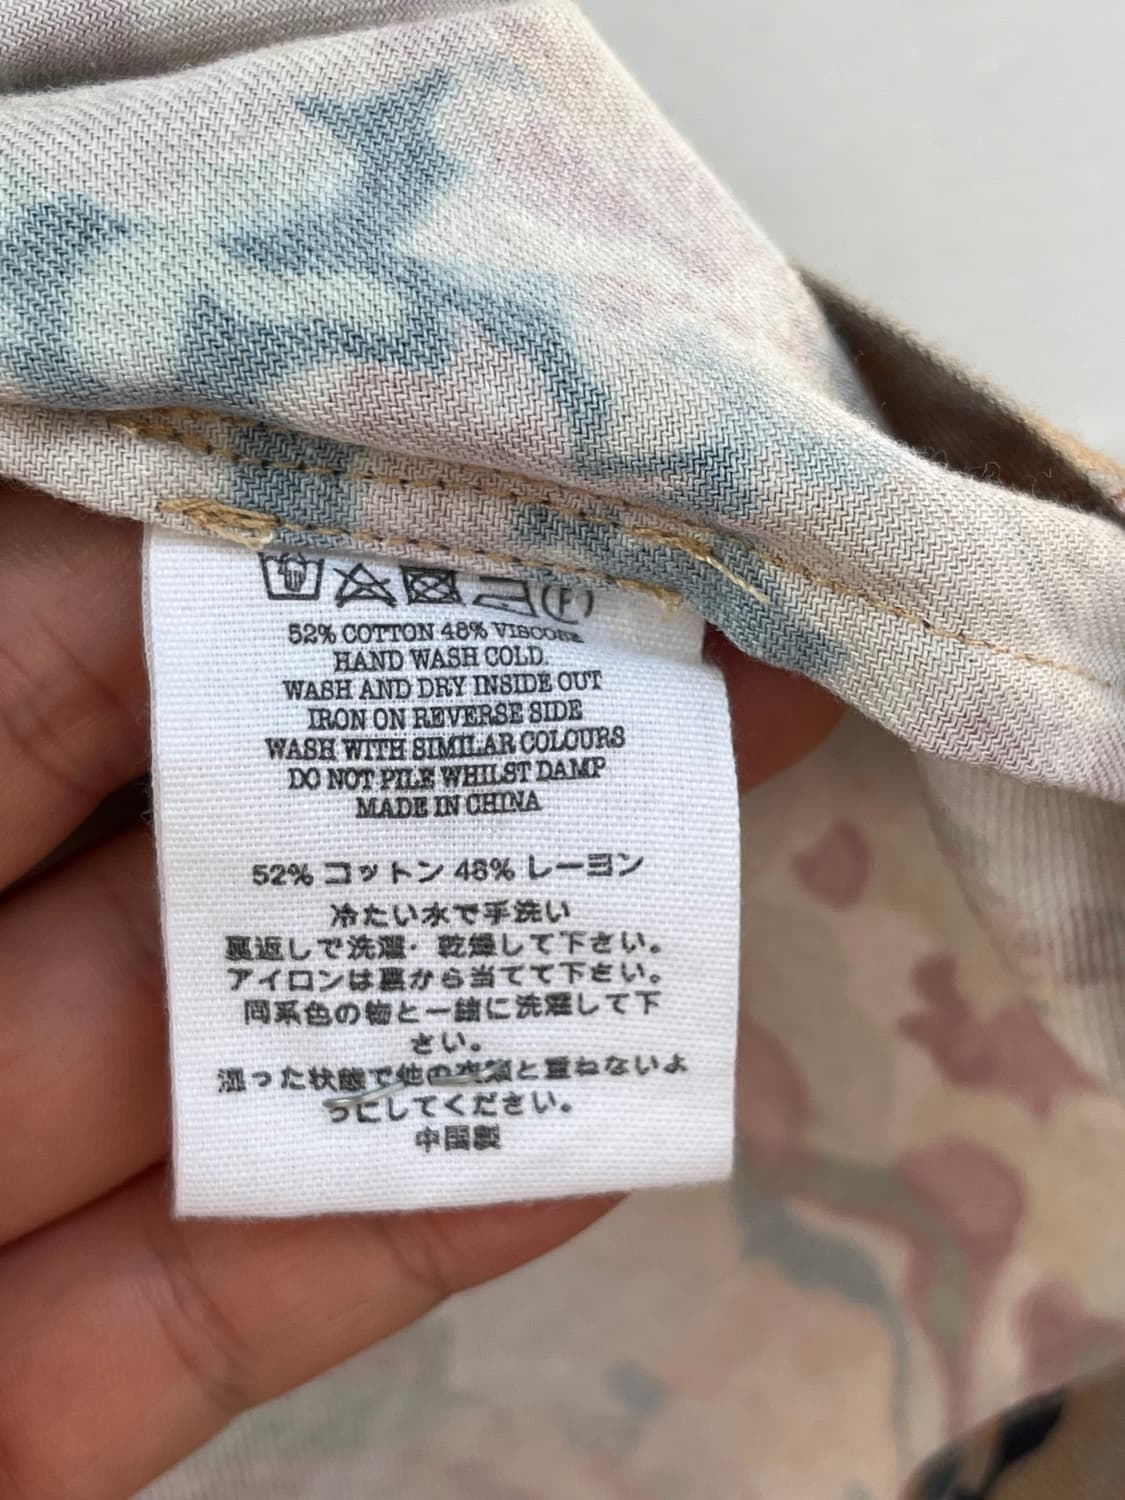 52% COTTON 48% VISCOSE
HAND WASH COLD.
WASH AND DRY INSIDE OUT
IRON ON REVERSE SIDE
WASH WITH SIMILAR COLOURS
DO NOT PILE WHILST DAMP
MADE IN CHINA
52% コットン 48% レーヨン
冷たい水で手洗い
裏返しで洗濯・乾燥して下さい。
アイロンは裏から当てて下さい。
同系色の物と一緒に洗濯して下
さい。
湿った状態で他の衣類と重ねないよ
うにしてください。
中国製